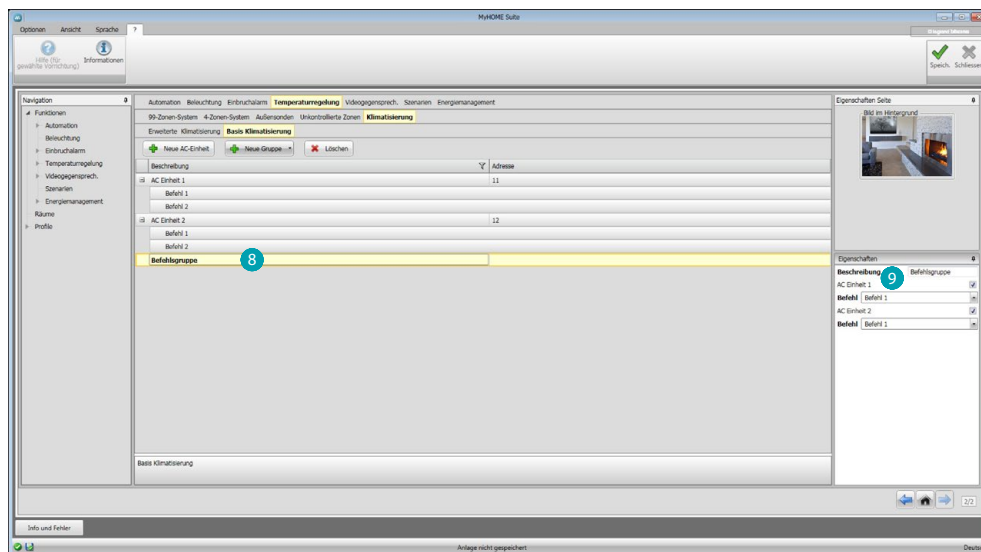 MyHOME Suite
Optionen Ansicht Sprache ?
Hilfe (für gewählte Vorrichtung)
Informationen
Speich. Schliessen
Navigation
Funktionen
Automation
Beleuchtung
Einbruchalarm
Temperaturregelung
Videogegensprech.
Szenarien
Energiemanagement
Räume
Profile
Automation Beleuchtung Einbruchalarm Temperaturregelung Videogegensprech. Szenarien Energiemanagement
99-Zonen-System 4-Zonen-System Außensonden Unkontrollierte Zonen Klimatisierung
Erweiterte Klimatisierung Basis Klimatisierung
Neue AC-Einheit Neue Gruppe Löschen
Beschreibung Adresse
AC Einheit 1 11
Befehl 1
Befehl 2
AC Einheit 2 12
Befehl 1
Befehl 2
Befehlsgruppe 8
Basis Klimatisierung
Eigenschaften Seite
Bild im Hintergrund
Eigenschaften
Beschreibung 9 Befehlsgruppe
AC Einheit 1
Befehl Befehl 1
AC Einheit 2
Befehl Befehl 1
2/2
Info und Fehler
Anlage nicht gespeichert